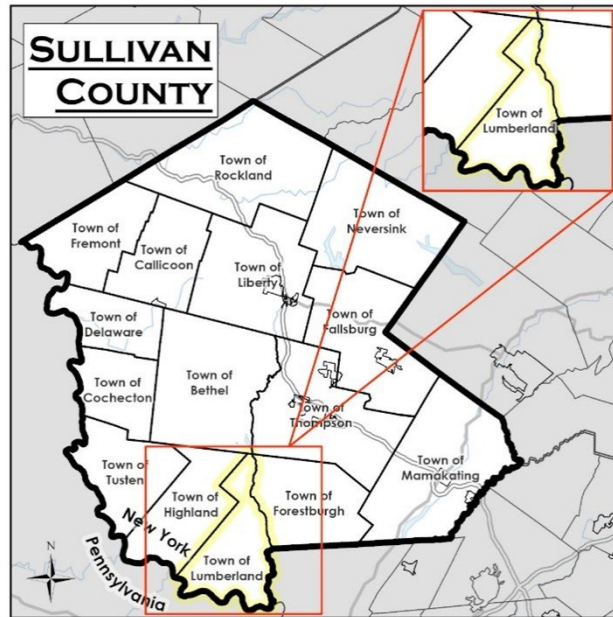 SULLIVAN
COUNTY
Town of
Lumberland
Town of
Rockland
Town of
Neversink
Town of
Fremont
Town of
Callicoon
Town of
Liberty
Town of
Delaware
Town of
Fallsburg
Town of
Bethel
Town of
Cochecton
Town of
Thompson
Town of
Mamakating
Town of
Tusten
Town of
Highland
Town of
Forestburgh
New York
Town of
Lumberland
Pennsylvania
N